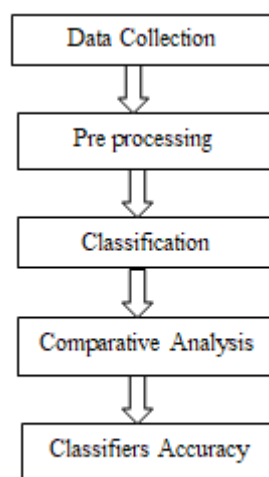 Data Collection
Pre processing
Classification
Comparative Analysis
Classifiers Accuracy